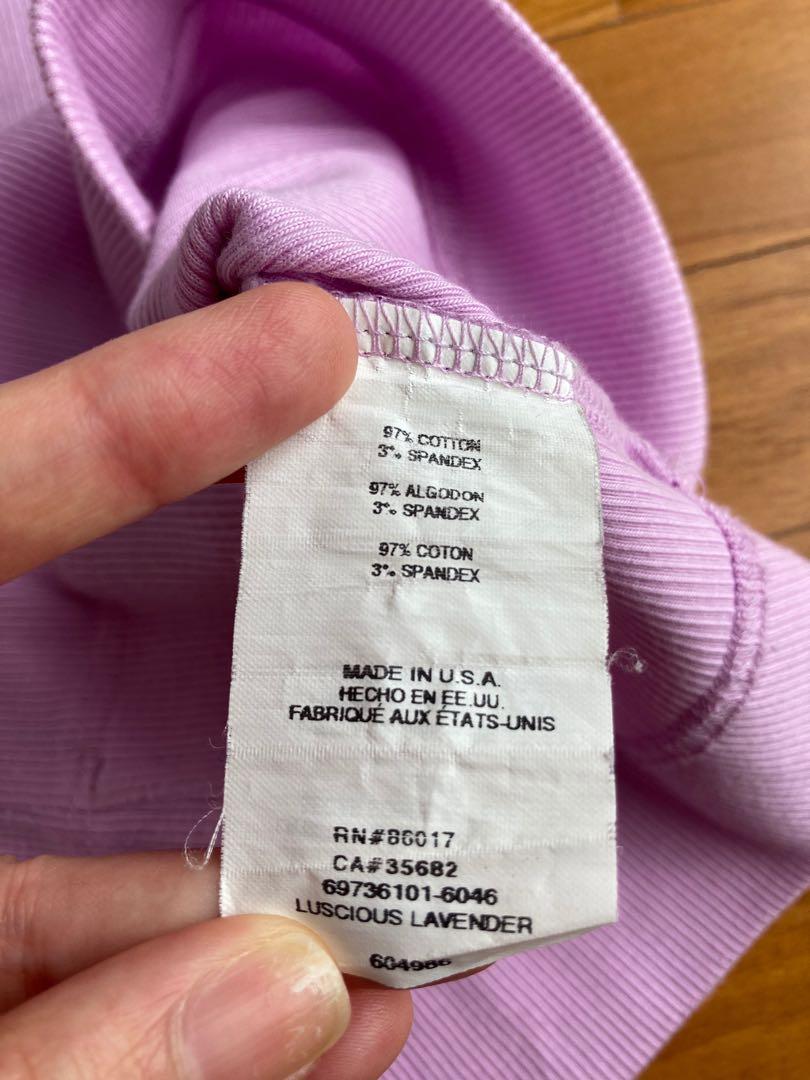 97% COTTON
3% SPANDEX
97% ALGODON
3% SPANDEX
97% COTON
3% SPANDEX
MADE IN U.S.A.
HECHO EN EE.UU.
FABRIQUÉ AUX ÉTATS-UNIS
RN#86017
CA#35682
69736101-6046
LUSCIOUS LAVENDER